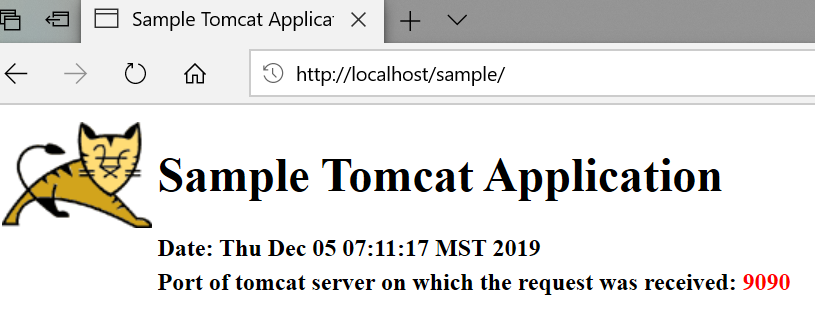 Sample Tomcat Applica
http://localhost/sample/
Sample Tomcat Application
Date: Thu Dec 05 07:11:17 MST 2019
Port of tomcat server on which the request was received: 9090